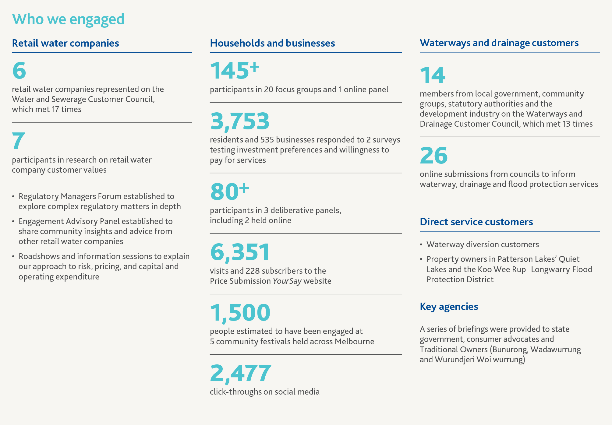 Who we engaged
Retail water companies
6
retail water companies represented on the
Water and Sewerage Customer Council,
which met 17 times
7
participants in research on retail water
company customer values
• Regulatory Managers Forum established to
explore complex regulatory matters in depth
• Engagement Advisory Panel established to
share community insights and advice from
other retail water companies
• Roadshows and information sessions to explain
our approach to risk, pricing, and capital and
operating expenditure
Households and businesses
145+
participants in 20 focus groups and 1 online panel
3,753
residents and 535 businesses responded to 2 surveys
testing investment preferences and willingness to
pay for services
80+
participants in 3 deliberative panels,
including 2 held online
6,351
visits and 228 subscribers to the
Price Submission YourSay website
1,500
people estimated to have been engaged at
5 community festivals held across Melbourne
2,477
click-throughs on social media
Waterways and drainage customers
14
members from local government, community
groups, statutory authorities and the
development industry on the Waterways and
Drainage Customer Council, which met 13 times
26
online submissions from councils to inform
waterway, drainage and flood protection services
Direct service customers
• Waterway diversion customers
• Property owners in Patterson Lakes' Quiet
Lakes and the Koo Wee Rup Longwarry Flood
Protection District
Key agencies
A series of briefings were provided to state
government, consumer advocates and
Traditional Owners (Bunurong, Wadawurrung
and Wurundjeri Woi wurrung)